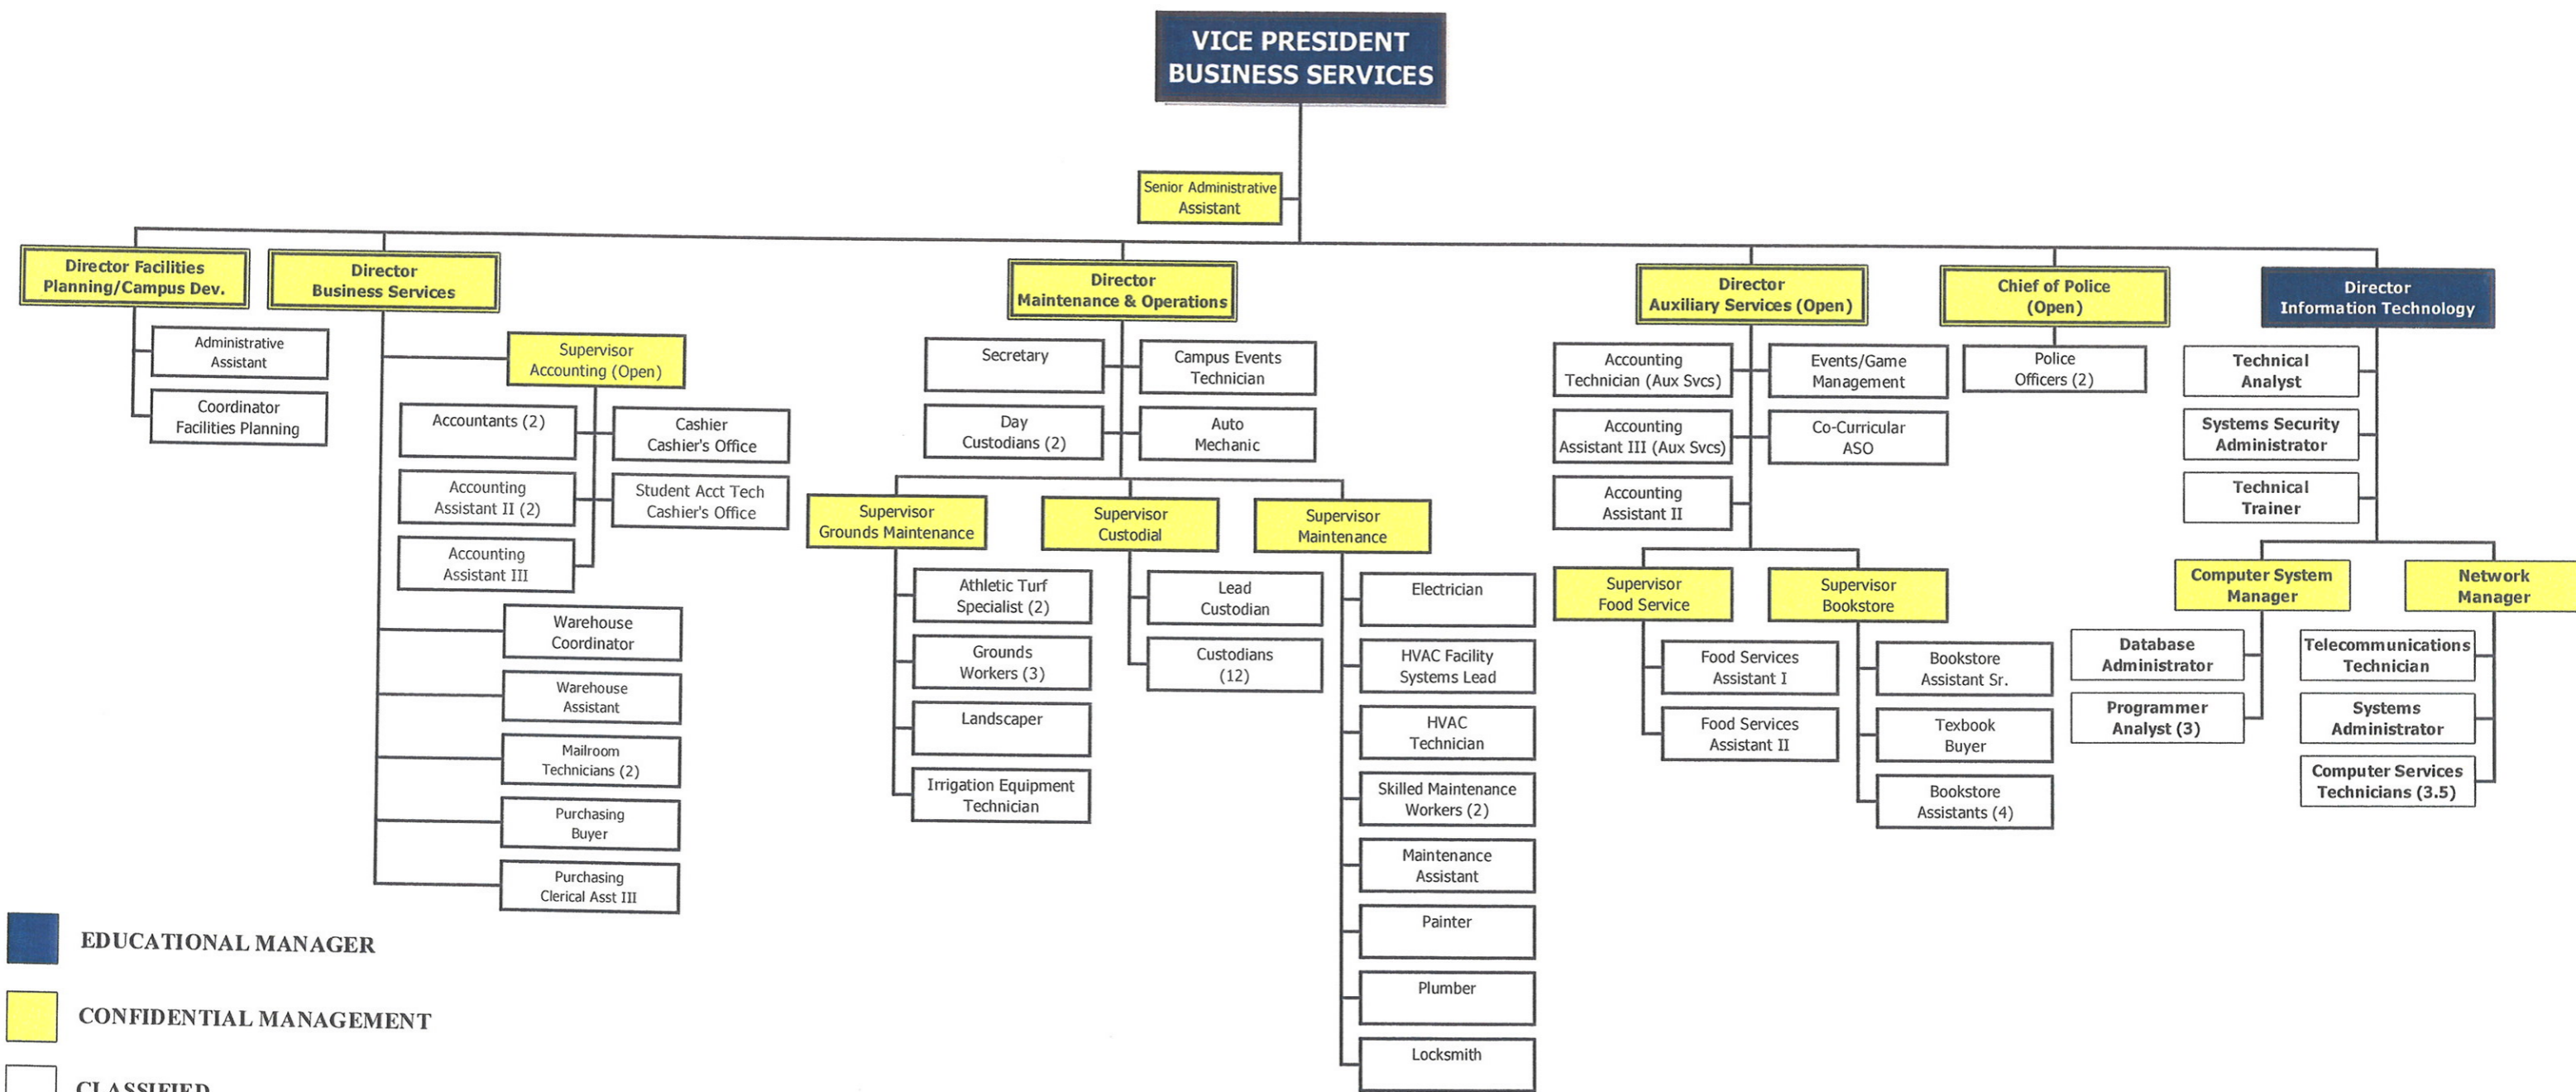 VICE PRESIDENT
BUSINESS SERVICES
Senior Administrative
Assistant
Director Facilities
Planning/Campus Dev.
Administrative
Assistant
Coordinator
Facilities Planning
Director
Business Services
Supervisor
Accounting (Open)
Accountants (2)
Cashier
Cashier's Office
Accounting
Assistant II (2)
Student Acct Tech
Cashier's Office
Accounting
Assistant III
Warehouse
Coordinator
Warehouse
Assistant
Mailroom
Technicians (2)
Purchasing
Buyer
Purchasing
Clerical Asst III
Director
Maintenance & Operations
Secretary
Campus Events
Technician
Day
Custodians (2)
Auto
Mechanic
Supervisor
Grounds Maintenance
Athletic Turf
Specialist (2)
Grounds
Workers (3)
Landscaper
Irrigation Equipment
Technician
Supervisor
Custodial
Lead
Custodian
Custodians
(12)
Supervisor
Maintenance
Electrician
HVAC Facility
Systems Lead
HVAC
Technician
Skilled Maintenance
Workers (2)
Maintenance
Assistant
Painter
Plumber
Locksmith
Director
Auxiliary Services (Open)
Accounting
Technician (Aux Svcs)
Events/Game
Management
Accounting
Assistant III (Aux Svcs)
Co-Curricular
ASO
Accounting
Assistant II
Supervisor
Food Service
Food Services
Assistant I
Food Services
Assistant II
Supervisor
Bookstore
Bookstore
Assistant Sr.
Texbook
Buyer
Bookstore
Assistants (4)
Chief of Police
(Open)
Police
Officers (2)
Director
Information Technology
Technical
Analyst
Systems Security
Administrator
Technical
Trainer
Computer System
Manager
Database
Administrator
Programmer
Analyst (3)
Network
Manager
Telecommunications
Technician
Systems
Administrator
Computer Services
Technicians (3.5)
EDUCATIONAL MANAGER
CONFIDENTIAL MANAGEMENT
CLASSIFIED